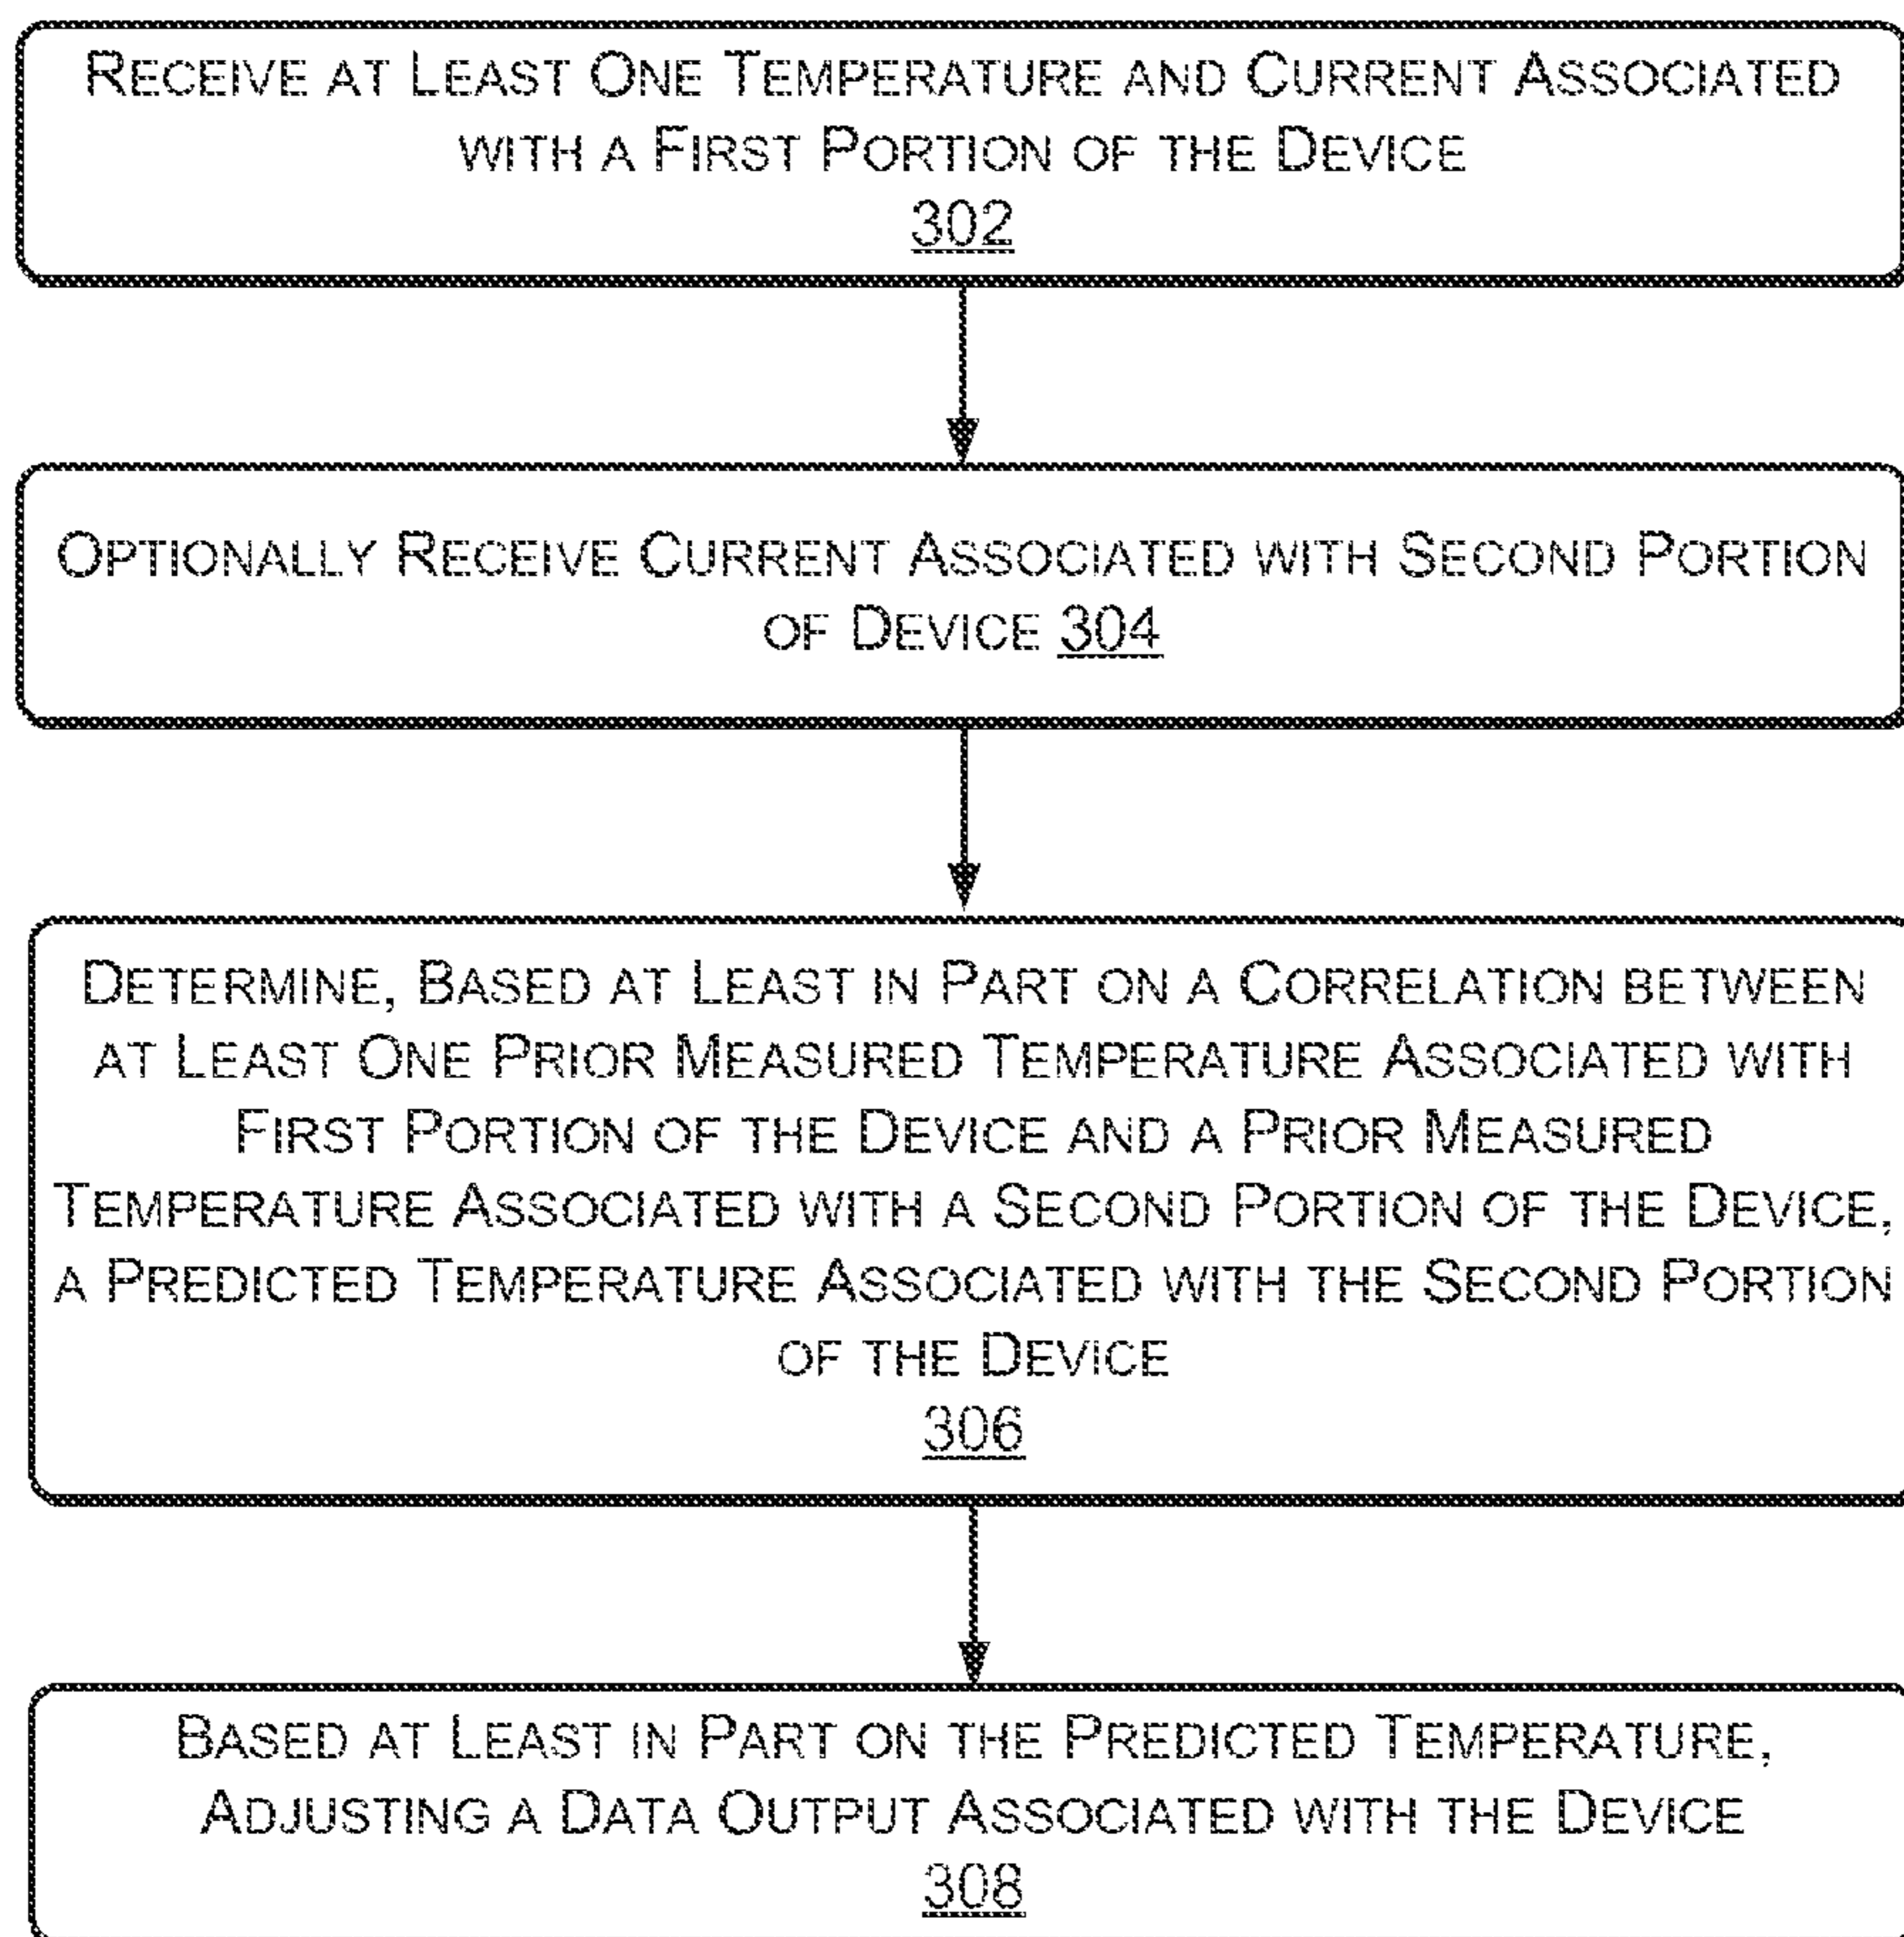 RECEIVE AT LEAST ONE TEMPERATURE AND CURRENT ASSOCIATED
WITH A FIRST PORTION OF THE DEVICE
302
OPTIONALLY RECEIVE CURRENT ASSOCIATED WITH SECOND PORTION
OF DEVICE 304
DETERMINE, BASED AT LEAST IN PART ON A CORRELATION BETWEEN
AT LEAST ONE PRIOR MEASURED TEMPERATURE ASSOCIATED WITH
FIRST PORTION OF THE DEVICE AND A PRIOR MEASURED
TEMPERATURE ASSOCIATED WITH A SECOND PORTION OF THE DEVICE,
A PREDICTED TEMPERATURE ASSOCIATED WITH THE SECOND PORTION
OF THE DEVICE
306
BASED AT LEAST IN PART ON THE PREDICTED TEMPERATURE,
ADJUSTING A DATA OUTPUT ASSOCIATED WITH THE DEVICE
308